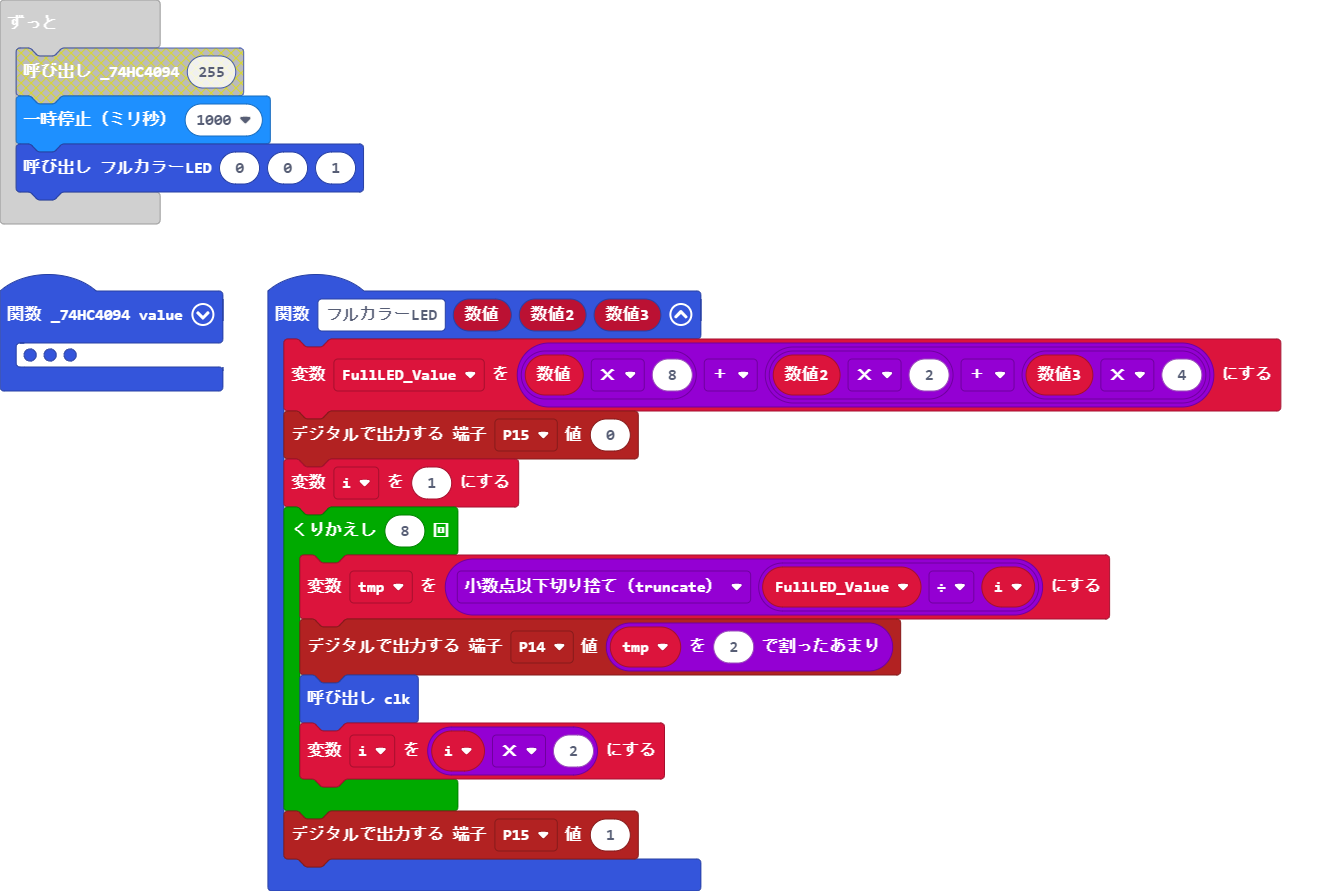 ずっと
呼び出し _74HC4094 255
一時停止（ミリ秒） 1000
呼び出し フルカラーLED 0 0 1
関数 _74HC4094 value
関数 フルカラーLED 数値 数値2 数値3
変数 FullLED_Value を 数値 × 8 + 数値2 × 2 + 数値3 × 4 にする
デジタルで出力する 端子 P15 値 0
変数 i を 1 にする
くりかえし 8 回
変数 tmp を 小数点以下切り捨て（truncate） FullLED_Value ÷ i にする
デジタルで出力する 端子 P14 値 tmp を 2 で割ったあまり
呼び出し clk
変数 i を i × 2 にする
デジタルで出力する 端子 P15 値 1